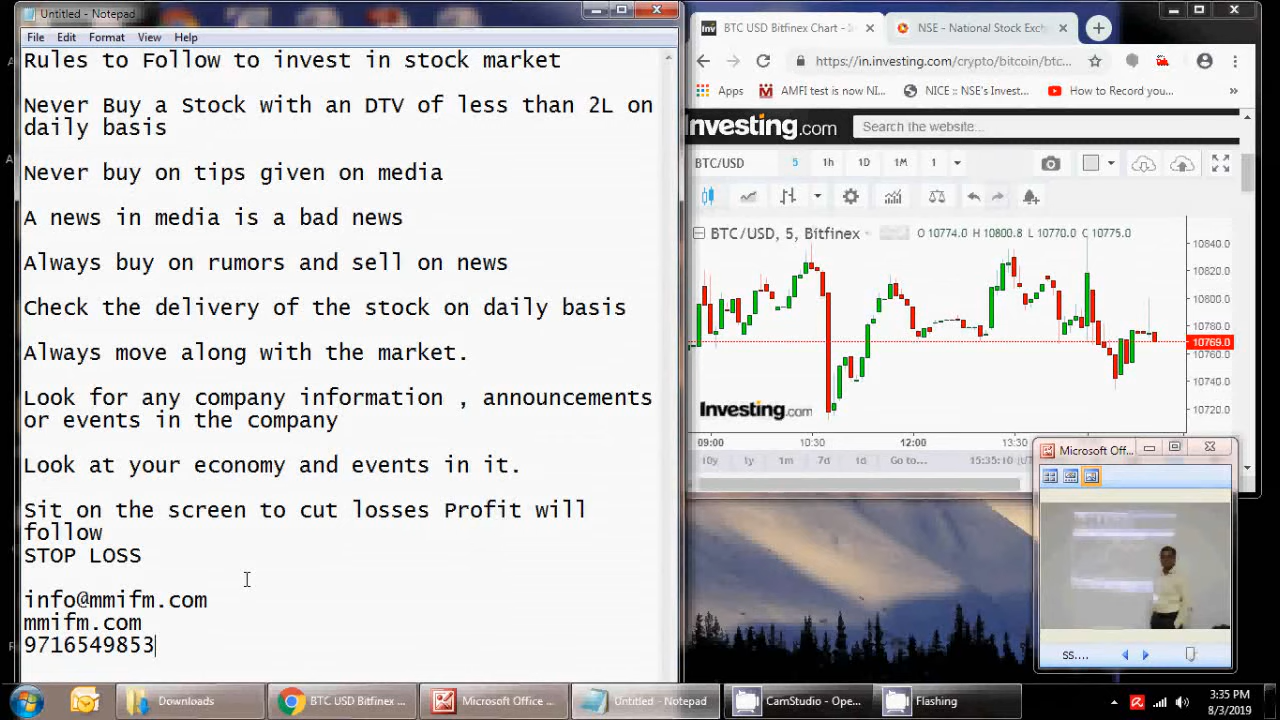 Untitled - Notepad
File Edit Format View Help
Rules to Follow to invest in stock market
Never Buy a Stock with an DTV of less than 2L on
daily basis
Never buy on tips given on media
A news in media is a bad news
Always buy on rumors and sell on news
Check the delivery of the stock on daily basis
Always move along with the market.
Look for any company information , announcements
or events in the company
Look at your economy and events in it.
Sit on the screen to cut losses Profit will
follow
STOP LOSS
info@mmifm.com
mmifm.com
9716549853
BTC USD Bitfinex Chart -
NSE - National Stock Exch
https://in.investing.com/crypto/bitcoin/btc...
Apps AMFI test is now NI... NICE :: NSE's Invest... How to Record you... »
Investing.com Search the website...
BTC/USD 5 1h 1D 1M 1
BTC/USD, 5, Bitfinex O 10774.0 H 10800.8 L 10770.0 C 10775.0
10840.0
10820.0
10800.0
10780.0
10769.0
10760.0
10740.0
10720.0
Investing.com
09:00 10:30 12:00 13:30
10y 1y 1m 7d 1d Go to... 15:35:10
Microsoft Off...
ss....
Downloads
BTC USD Bitfinex ...
Microsoft Office ...
Untitled - Notepad
CamStudio - Ope...
Flashing
3:35 PM
8/3/2019